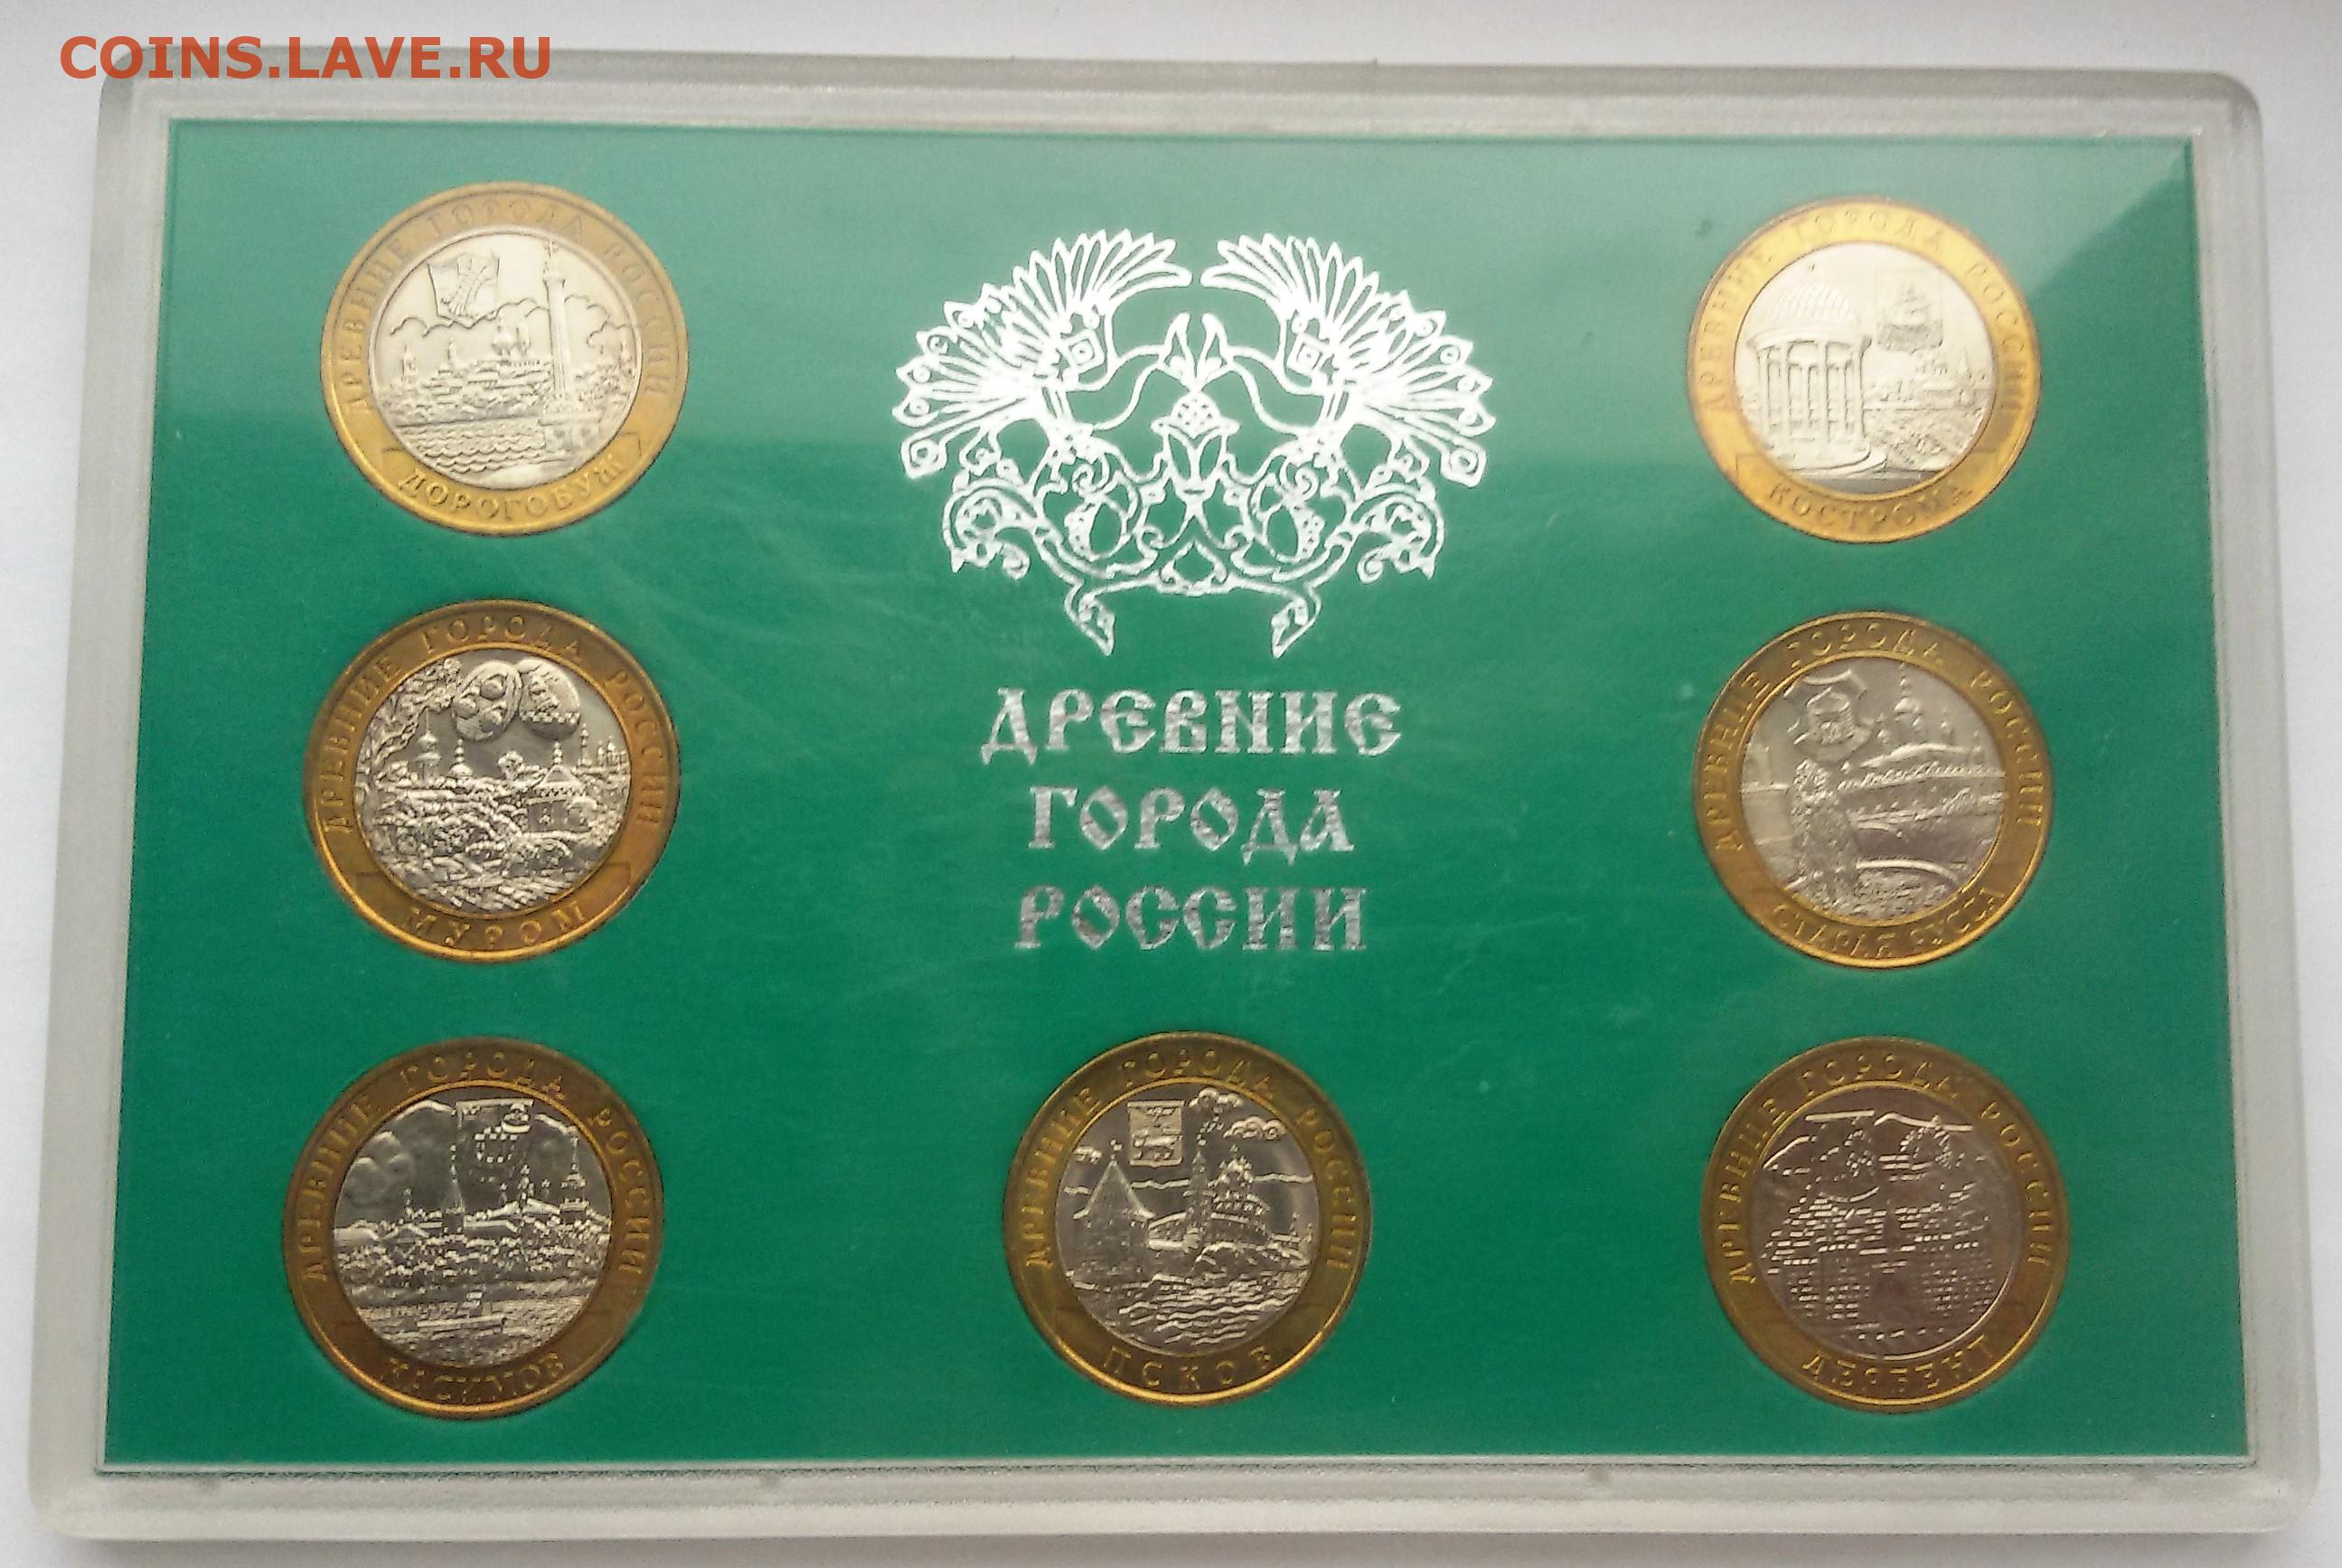 COINS.LAVE.RU
ДРЕВНИЕ ГОРОДА РОССИИ
ДОРОГОБУЖ
ДРЕВНИЕ ГОРОДА РОССИИ
КОСТРОМА
ДРЕВНИЕ
ГОРОДА
РОССИИ
ДРЕВНИЕ ГОРОДА РОССИИ
МУРОМ
ДРЕВНИЕ ГОРОДА РОССИИ
СТАРАЯ РУССА
ДРЕВНИЕ ГОРОДА РОССИИ
КАСИМОВ
ДРЕВНИЕ ГОРОДА РОССИИ
ПСКОВ
ДРЕВНИЕ ГОРОДА РОССИИ
ДЕРБЕНТ